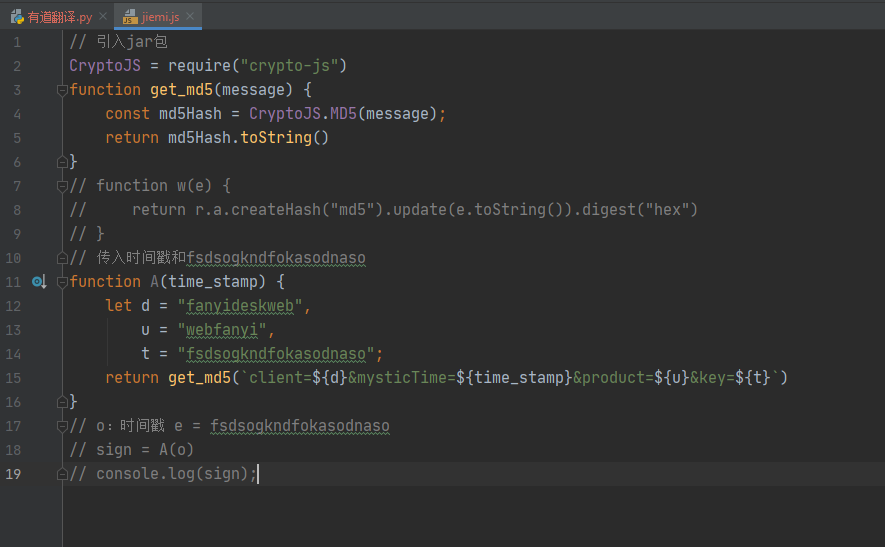 有道翻译.py × jiemi.js ×
1 // 引入jar包
2 CryptoJS = require("crypto-js")
3 function get_md5(message) {
4 const md5Hash = CryptoJS.MD5(message);
5 return md5Hash.toString()
6 }
7 // function w(e) {
8 // return r.a.createHash("md5").update(e.toString()).digest("hex")
9 // }
10 // 传入时间戳和fsdsogkndfokasodnaso
11 function A(time_stamp) {
12 let d = "fanyideskweb",
13 u = "webfanyi",
14 t = "fsdsogkndfokasodnaso";
15 return get_md5(`client=${d}&mysticTime=${time_stamp}&product=${u}&key=${t}`)
16 }
17 // o：时间戳 e = fsdsogkndfokasodnaso
18 // sign = A(o)
19 // console.log(sign);